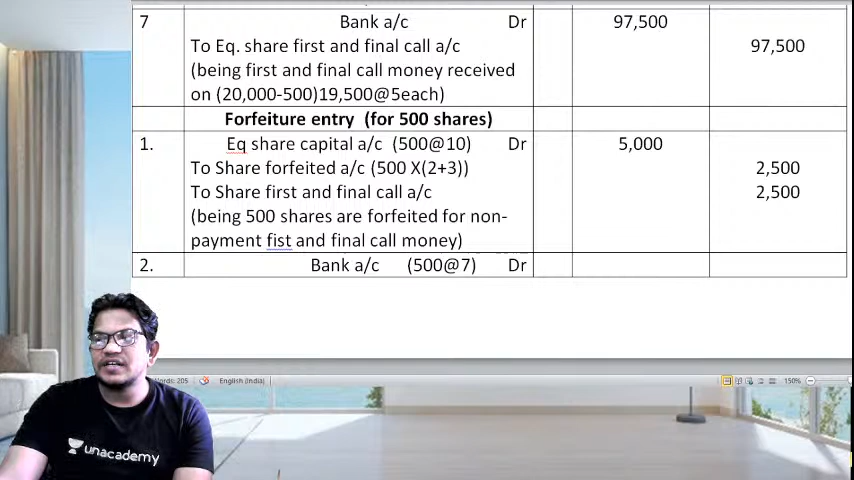 7 Bank a/c Dr 97,500
To Eq. share first and final call a/c 97,500
(being first and final call money received
on (20,000-500)19,500@5each)
Forfeiture entry (for 500 shares)
1. Eq share capital a/c (500@10) Dr 5,000
To Share forfeited a/c (500 X(2+3)) 2,500
To Share first and final call a/c 2,500
(being 500 shares are forfeited for non-
payment fist and final call money)
2. Bank a/c (500@7) Dr
Words: 205 English (India) 150%
unacademy